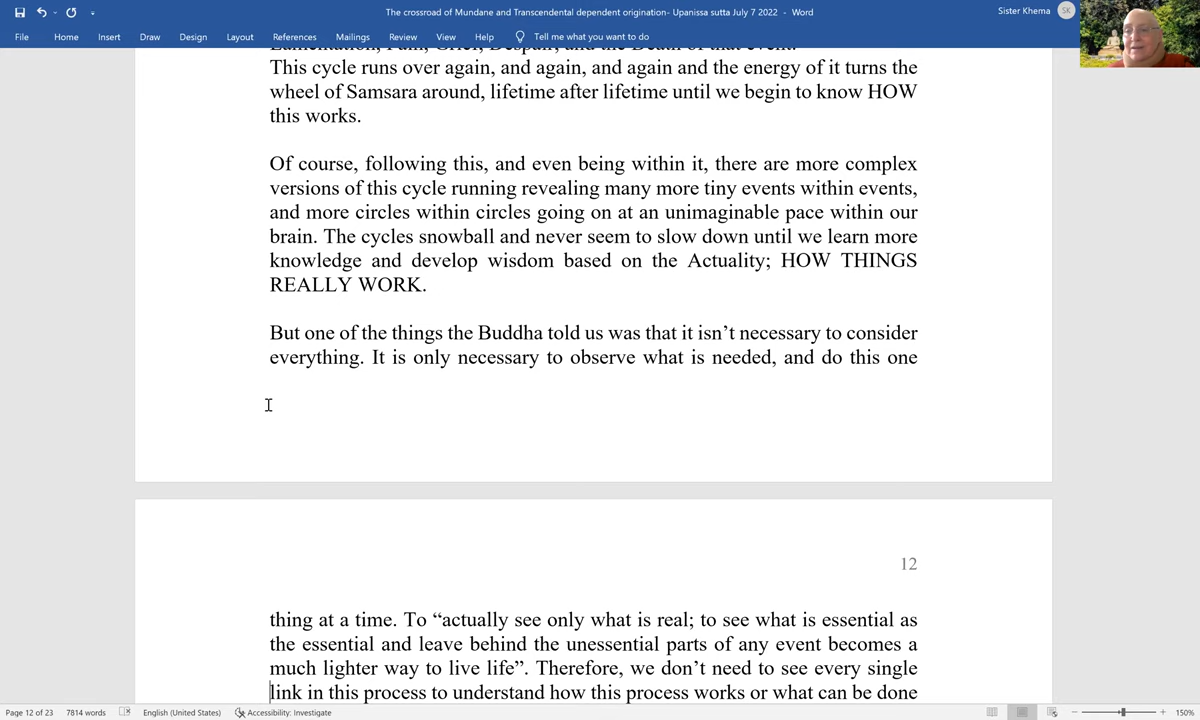 The crossroad of Mundane and Transcendental dependent origination- Upanissa sutta July 7 2022 - Word
Sister Khema SK
File Home Insert Draw Design Layout References Mailings Review View Help Tell me what you want to do
Lamentation, Pain, Grief, Despair, and the Death of that event.
This cycle runs over again, and again, and again and the energy of it turns the
wheel of Samsara around, lifetime after lifetime until we begin to know HOW
this works.
Of course, following this, and even being within it, there are more complex
versions of this cycle running revealing many more tiny events within events,
and more circles within circles going on at an unimaginable pace within our
brain. The cycles snowball and never seem to slow down until we learn more
knowledge and develop wisdom based on the Actuality; HOW THINGS
REALLY WORK.
But one of the things the Buddha told us was that it isn’t necessary to consider
everything. It is only necessary to observe what is needed, and do this one
12
thing at a time. To “actually see only what is real; to see what is essential as
the essential and leave behind the unessential parts of any event becomes a
much lighter way to live life”. Therefore, we don’t need to see every single
link in this process to understand how this process works or what can be done
Page 12 of 23 7814 words English (United States) Accessibility: Investigate 150%